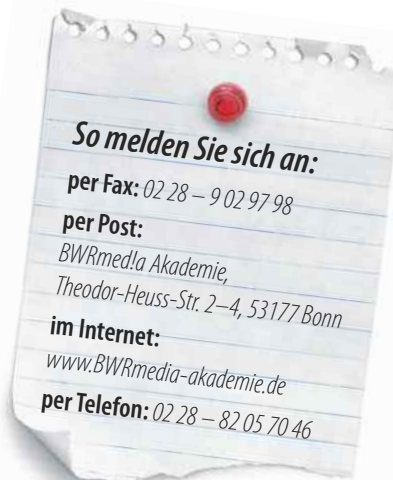 So melden Sie sich an:
per Fax: 02 28 – 9 02 97 98
per Post:
BWRmed!a Akademie,
Theodor-Heuss-Str. 2–4, 53177 Bonn
im Internet:
www.BWRmedia-akademie.de
per Telefon: 02 28 – 82 05 70 46